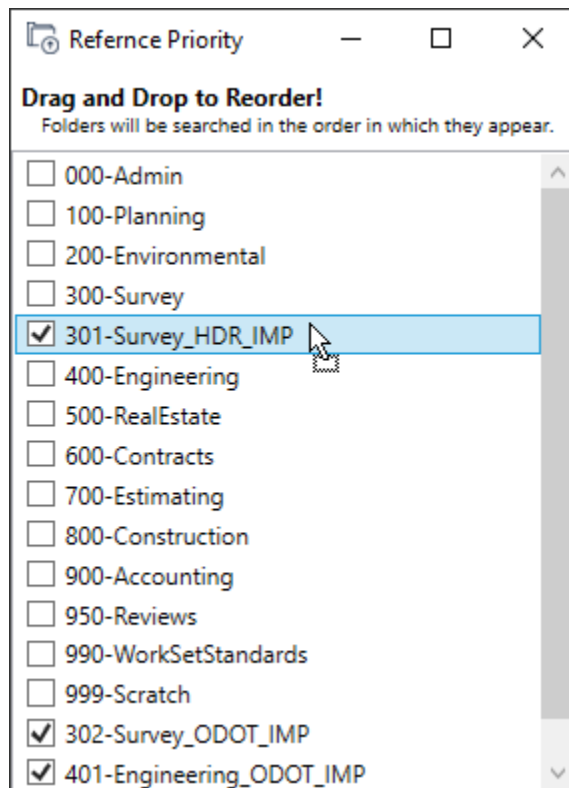 Refernce Priority
Drag and Drop to Reorder!
Folders will be searched in the order in which they appear.
000-Admin
100-Planning
200-Environmental
300-Survey
301-Survey_HDR_IMP
400-Engineering
500-RealEstate
600-Contracts
700-Estimating
800-Construction
900-Accounting
950-Reviews
990-WorkSetStandards
999-Scratch
302-Survey_ODOT_IMP
401-Engineering_ODOT_IMP